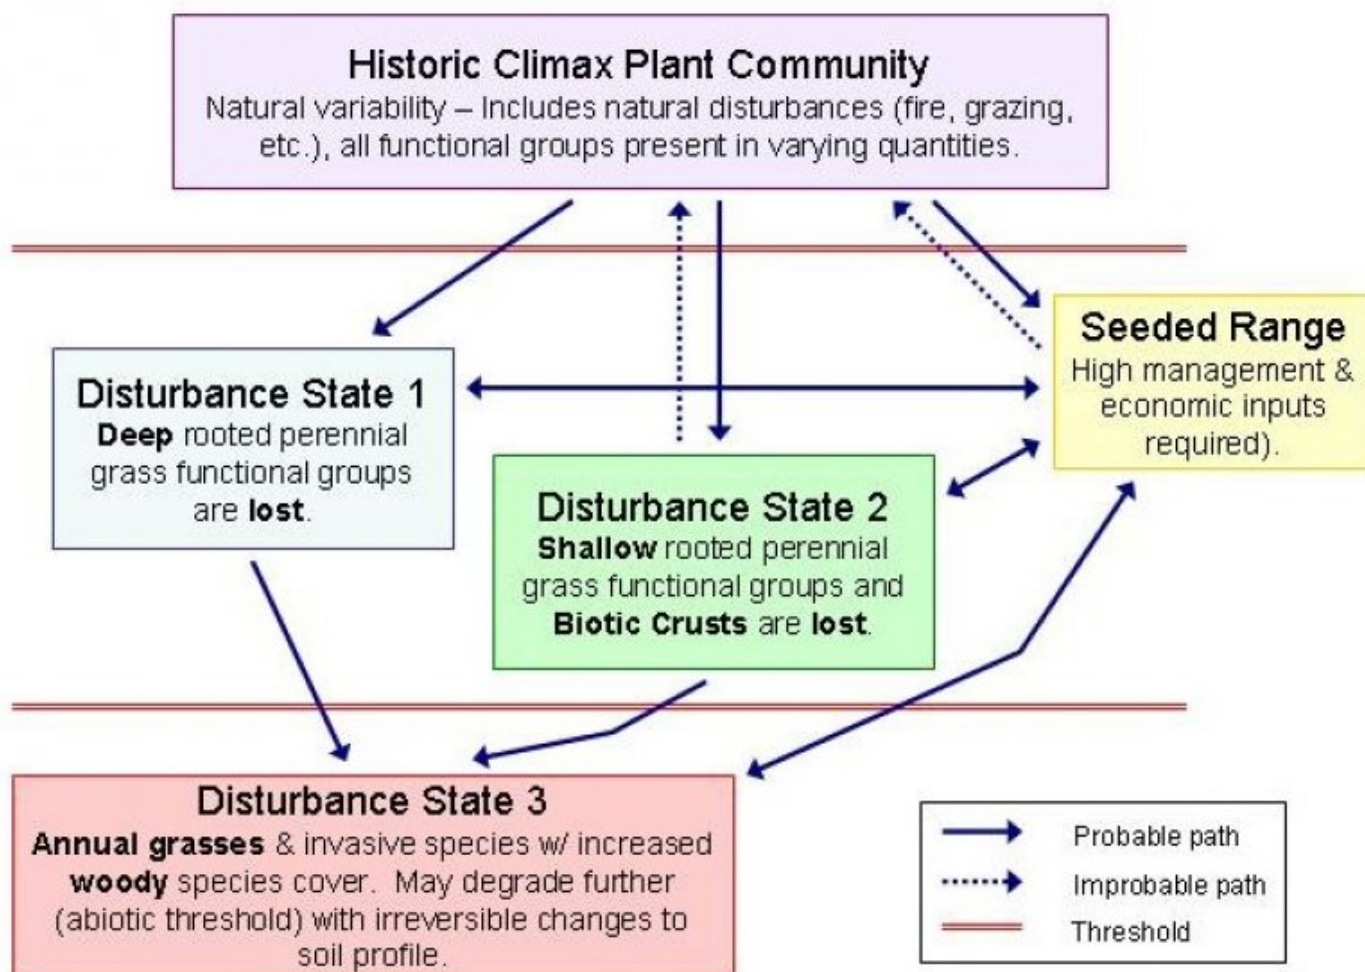 Historic Climax Plant Community
Natural variability – Includes natural disturbances (fire, grazing,
etc.), all functional groups present in varying quantities.
Seeded Range
High management &
economic inputs
required).
Disturbance State 1
Deep rooted perennial
grass functional groups
are lost.
Disturbance State 2
Shallow rooted perennial
grass functional groups and
Biotic Crusts are lost.
Disturbance State 3
Annual grasses & invasive species w/ increased
woody species cover. May degrade further
(abiotic threshold) with irreversible changes to
soil profile.
Probable path
Improbable path
Threshold